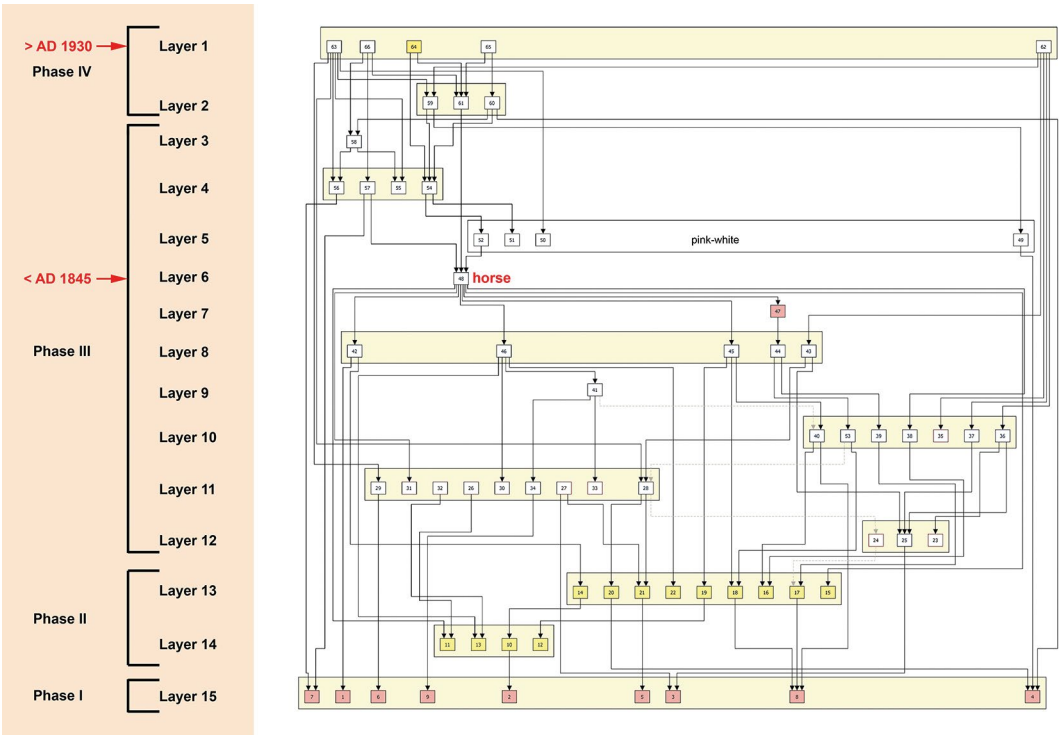 > AD 1930
Layer 1
63 66 64 65 62
Phase IV
Layer 2
59 61 60
Layer 3
58
Layer 4
56 57 55 54
Layer 5
52 51 50 pink-white 49
< AD 1845
Layer 6
48 horse
Layer 7
47
Phase III
Layer 8
42 46 45 44 43
Layer 9
41
Layer 10
40 53 39 38 35 37 36
Layer 11
29 31 32 26 30 34 27 33 28
Layer 12
24 25 23
Layer 13
14 20 21 22 19 18 16 17 15
Phase II
Layer 14
11 13 10 12
Phase I
Layer 15
7 1 6 9 2 5 3 8 4